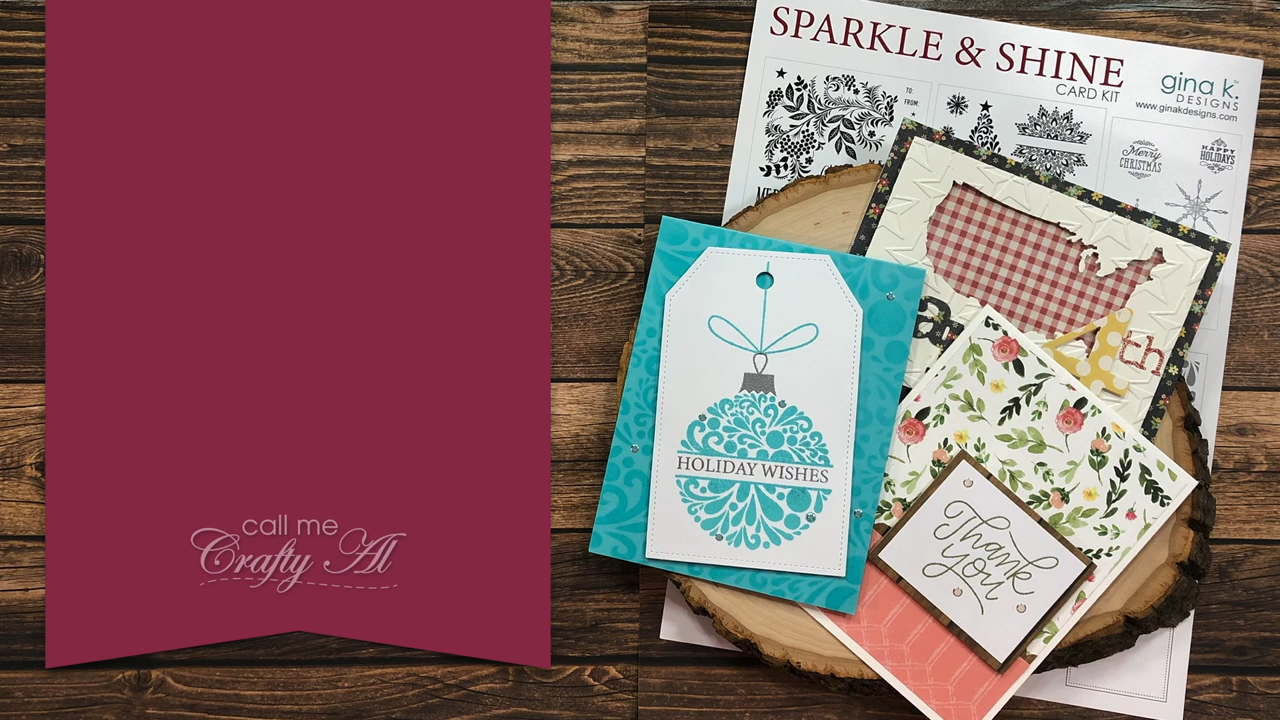 call me
Crafty Al
SPARKLE & SHINE
CARD KIT
gina k.
DESIGNS
www.ginakdesigns.com
TO:
FROM:
Merry
CHRISTMAS
HAPPY
HOLIDAYS
HOLIDAY WISHES
4th
Thank
you